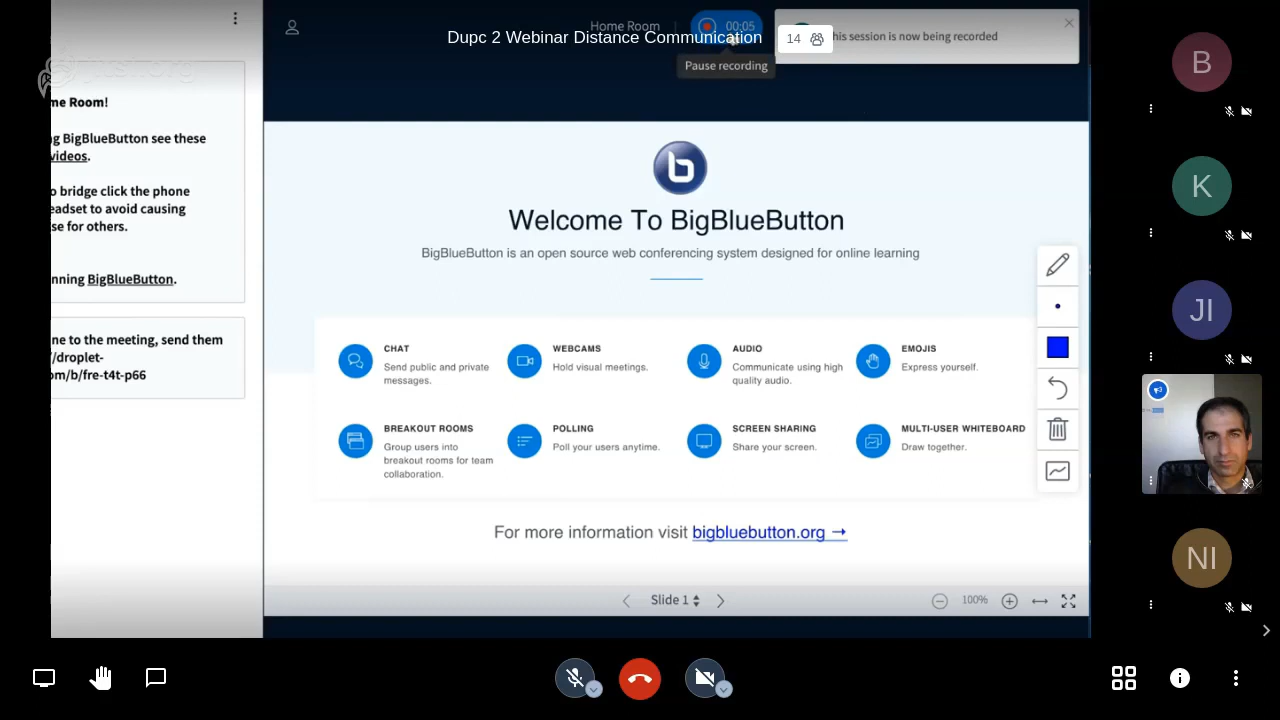 Home Room
00:05
Dupc 2 Webinar Distance Communication
14
his session is now being recorded
Pause recording
me Room!
ng BigBlueButton see these
videos.
o bridge click the phone
eadset to avoid causing
se for others.
nning BigBlueButton.
ne to the meeting, send them
//droplet-
om/b/fre-t4t-p66
b
Welcome To BigBlueButton
BigBlueButton is an open source web conferencing system designed for online learning
CHAT
Send public and private
messages.
WEBCAMS
Hold visual meetings.
AUDIO
Communicate using high
quality audio.
EMOJIS
Express yourself.
BREAKOUT ROOMS
Group users into
breakout rooms for team
collaboration.
POLLING
Poll your users anytime.
SCREEN SHARING
Share your screen.
MULTI-USER WHITEBOARD
Draw together.
For more information visit bigbluebutton.org →
Slide 1
100%
B
K
JI
NI